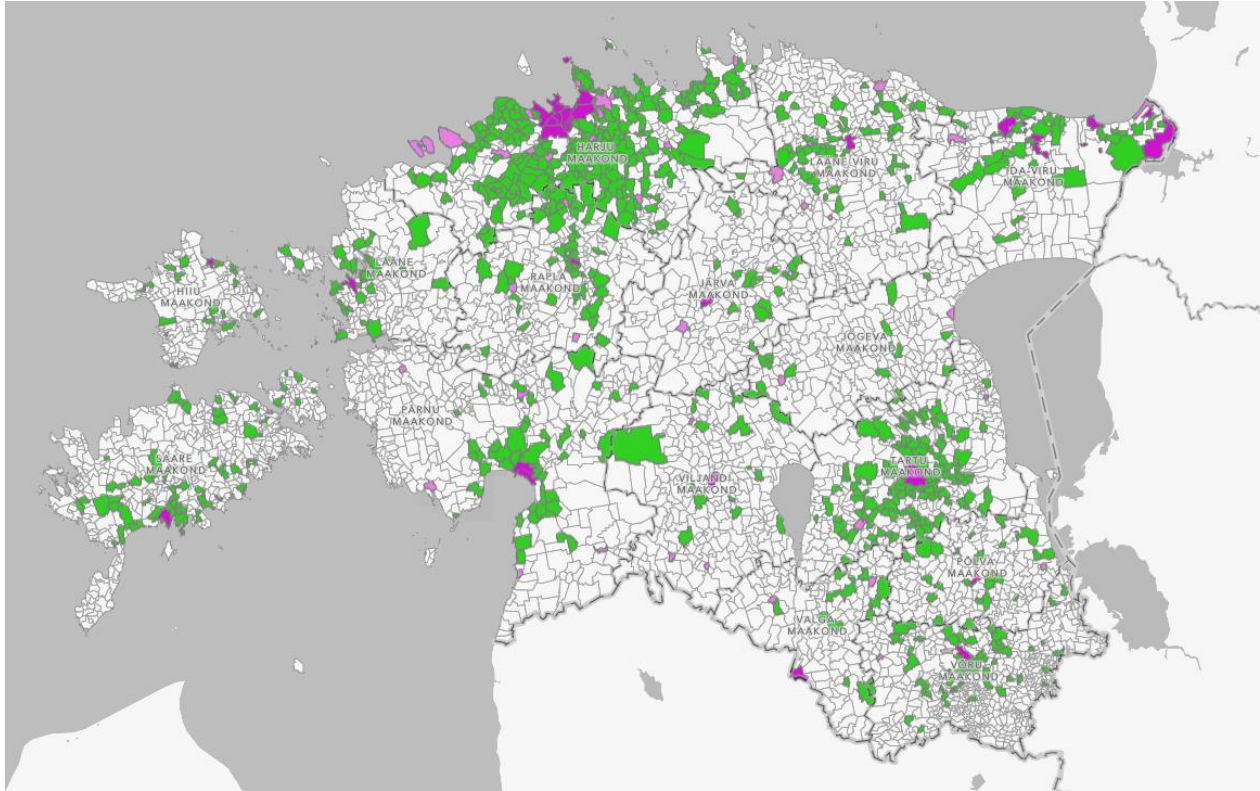 HARJU
MAAKOND
LÄÄNE-VIRU
MAAKOND
IDA-VIRU
MAAKOND
LÄÄNE
MAAKOND
HIIU
MAAKOND
RAPLA
MAAKOND
JÄRVA
MAAKOND
JÕGEVA
MAAKOND
PÄRNU
MAAKOND
SAARE
MAAKOND
TARTU
MAAKOND
VILJANDI
MAAKOND
PÕLVA
MAAKOND
VALGA
MAAKOND
VÕRU
MAAKOND